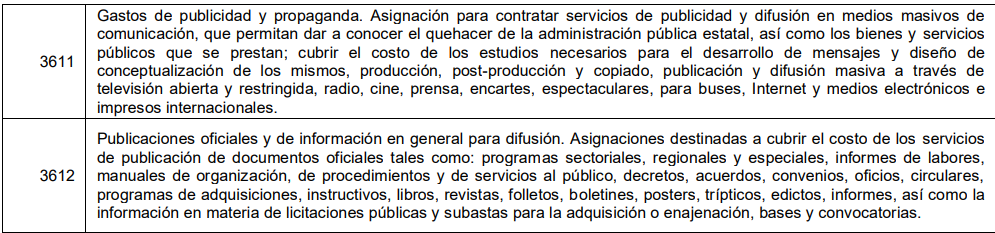 3611
Gastos de publicidad y propaganda. Asignación para contratar servicios de publicidad y difusión en medios masivos de
comunicación, que permitan dar a conocer el quehacer de la administración pública estatal, así como los bienes y servicios
públicos que se prestan; cubrir el costo de los estudios necesarios para el desarrollo de mensajes y diseño de
conceptualización de los mismos, producción, post-producción y copiado, publicación y difusión masiva a través de
televisión abierta y restringida, radio, cine, prensa, encartes, espectaculares, para buses, Internet y medios electrónicos e
impresos internacionales.
3612
Publicaciones oficiales y de información en general para difusión. Asignaciones destinadas a cubrir el costo de los servicios
de publicación de documentos oficiales tales como: programas sectoriales, regionales y especiales, informes de labores,
manuales de organización, de procedimientos y de servicios al público, decretos, acuerdos, convenios, oficios, circulares,
programas de adquisiciones, instructivos, libros, revistas, folletos, boletines, posters, trípticos, edictos, informes, así como la
información en materia de licitaciones públicas y subastas para la adquisición o enajenación, bases y convocatorias.